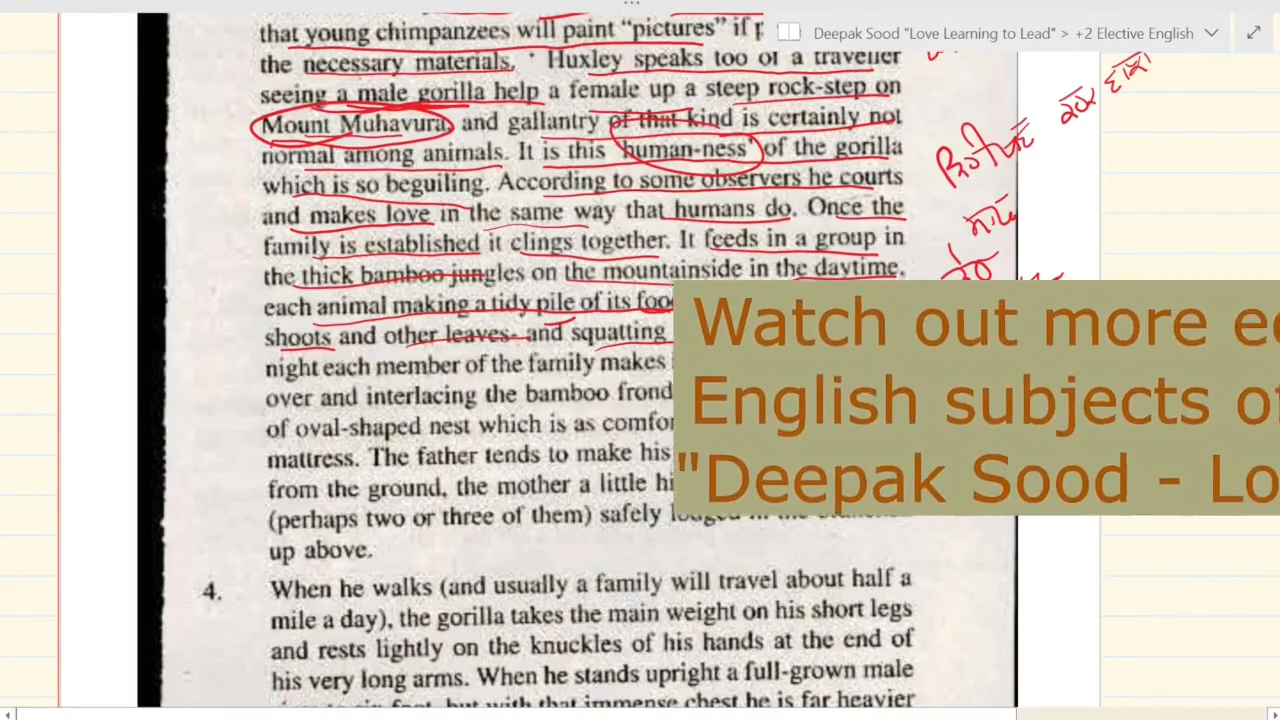 that young chimpanzees will paint "pictures" if
Deepak Sood "Love Learning to Lead" > +2 Elective English
the necessary materials. Huxley speaks too of a traveller
seeing a male gorilla help a female up a steep rock-step on
Mount Muhavura, and gallantry of that kind is certainly not
normal among animals. It is this 'human-ness' of the gorilla
which is so beguiling. According to some observers he courts
and makes love in the same way that humans do. Once the
family is established it clings together. It feeds in a group in
the thick bamboo jungles on the mountainside in the daytime,
each animal making a tidy pile of its
shoots and other leaves- and squatting
night each member of the family makes
over and interlacing the bamboo frond
of oval-shaped nest which is as
mattress. The father tends to make his
from the ground, the mother a little
(perhaps two or three of them) safely
up above.
Watch out more
English subjects
"Deepak Sood - Lo
4. When he walks (and usually a family will travel about half a
mile a day), the gorilla takes the main weight on his short legs
and rests lightly on the knuckles of his hands at the end of
his very long arms. When he stands upright a full-grown male
but with that immense chest he is far heavier